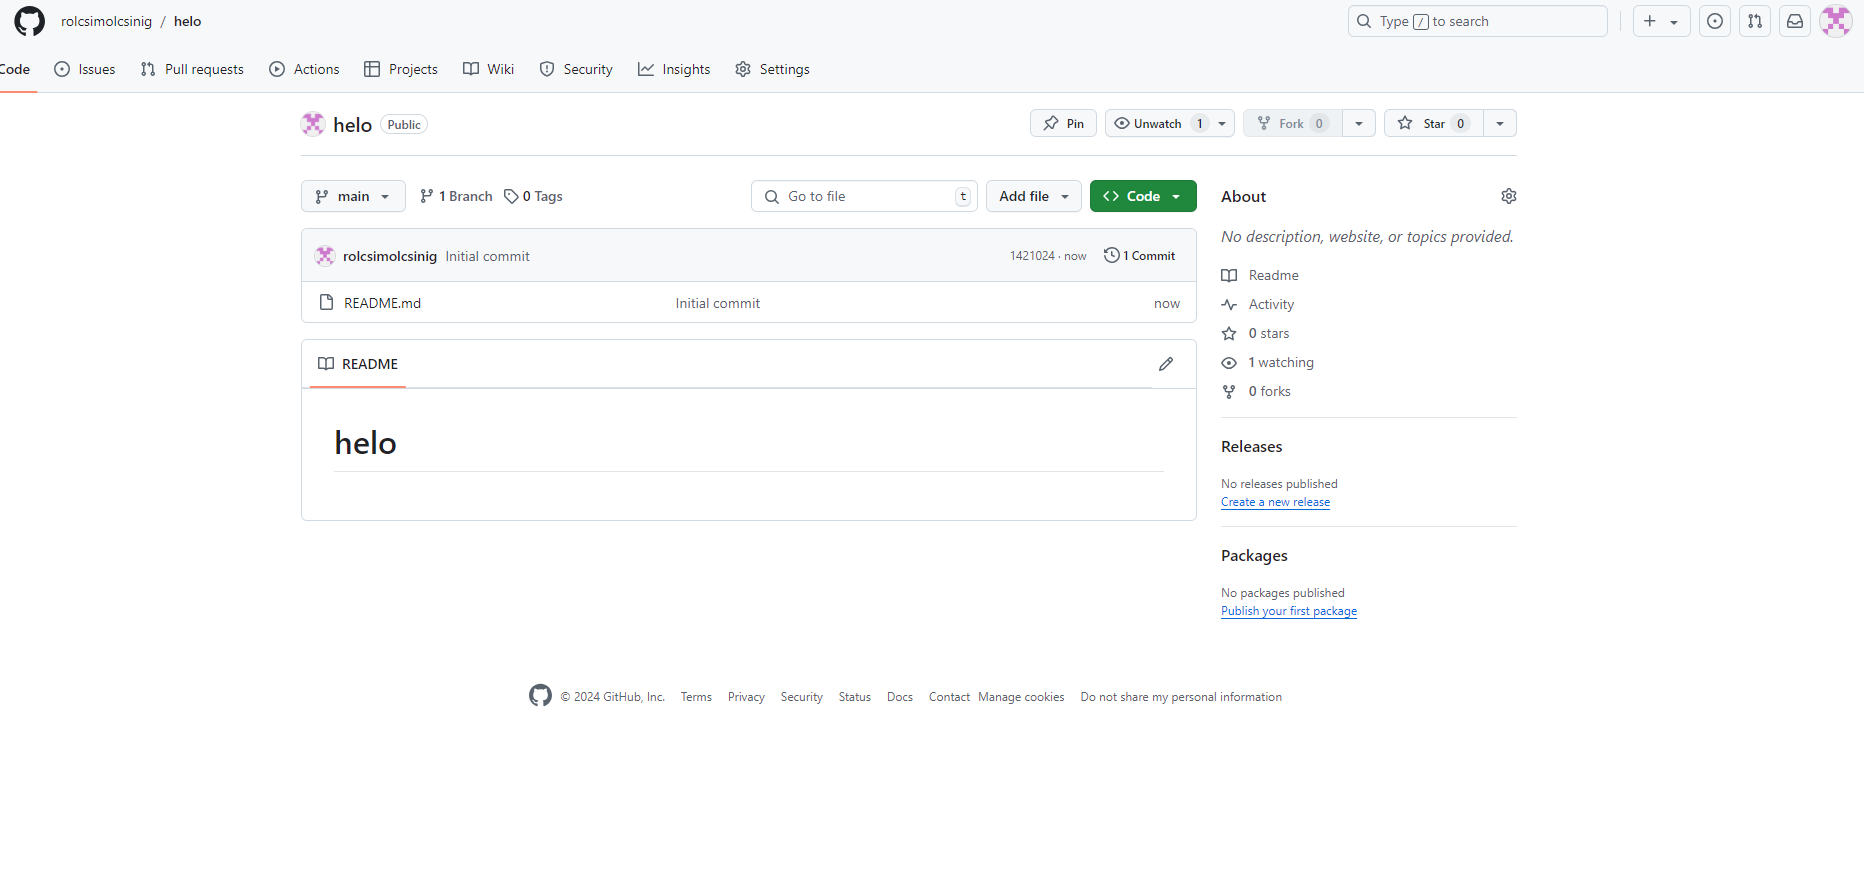 rolcsimolcsinig / helo
Type / to search
Code Issues Pull requests Actions Projects Wiki Security Insights Settings
helo Public
Pin Unwatch 1 Fork 0 Star 0
main 1 Branch 0 Tags Go to file t Add file Code
rolcsimolcsinig Initial commit 1421024 · now 1 Commit
README.md Initial commit now
README
helo
About
No description, website, or topics provided.
Readme
Activity
0 stars
1 watching
0 forks
Releases
No releases published
Create a new release
Packages
No packages published
Publish your first package
© 2024 GitHub, Inc. Terms Privacy Security Status Docs Contact Manage cookies Do not share my personal information